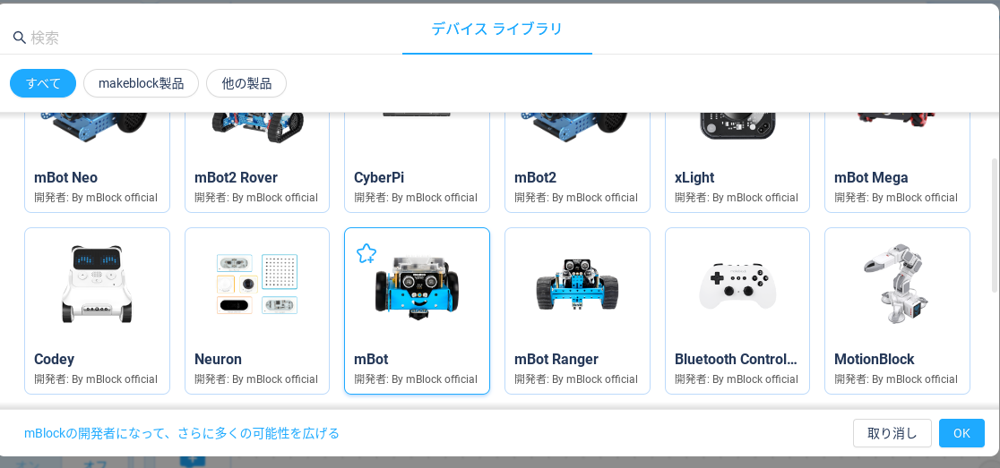 デバイス ライブラリ
検索
すべて
makeblock製品
他の製品
mBot Neo
開発者: By mBlock official
mBot2 Rover
開発者: By mBlock official
CyberPi
開発者: By mBlock official
mBot2
開発者: By mBlock official
xLight
開発者: By mBlock official
mBot Mega
開発者: By mBlock official
Codey
開発者: By mBlock official
Neuron
開発者: By mBlock official
mBot
開発者: By mBlock official
mBot Ranger
開発者: By mBlock official
Bluetooth Control...
開発者: By mBlock official
MotionBlock
開発者: By mBlock official
mBlockの開発者になって、さらに多くの可能性を広げる
取り消し
OK
オン
オフ